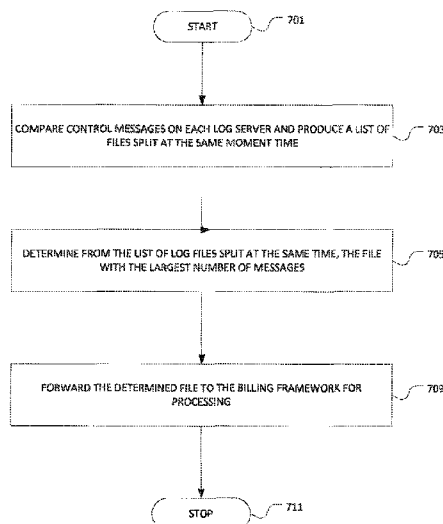 START
701
COMPARE CONTROL MESSAGES ON EACH LOG SERVER AND PRODUCE A LIST OF
FILES SPLIT AT THE SAME MOMENT TIME
703
DETERMINE FROM THE LIST OF LOG FILES SPLIT AT THE SAME TIME, THE FILE
WITH THE LARGEST NUMBER OF MESSAGES
705
FORWARD THE DETERMINED FILE TO THE BILLING FRAMEWORK FOR
PROCESSING
709
STOP
711